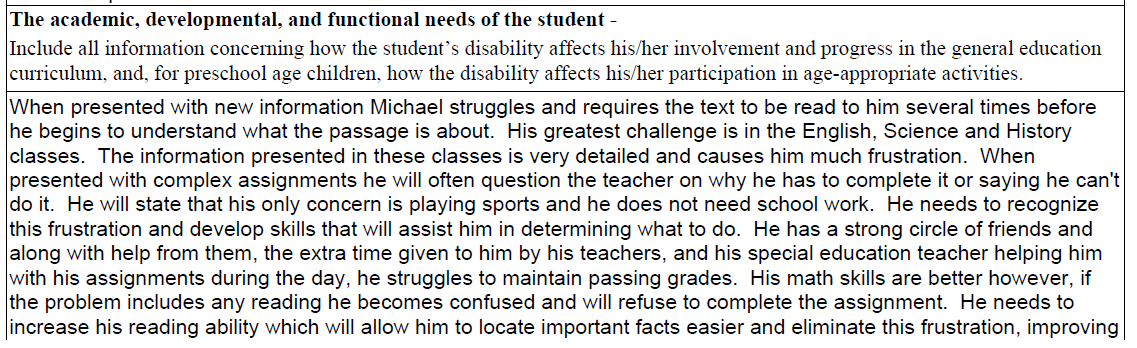 The academic, developmental, and functional needs of the student -
Include all information concerning how the student's disability affects his/her involvement and progress in the general education
curriculum, and, for preschool age children, how the disability affects his/her participation in age-appropriate activities.
When presented with new information Michael struggles and requires the text to be read to him several times before
he begins to understand what the passage is about.  His greatest challenge is in the English, Science and History
classes.  The information presented in these classes is very detailed and causes him much frustration.  When
presented with complex assignments he will often question the teacher on why he has to complete it or saying he can't
do it.  He will state that his only concern is playing sports and he does not need school work.  He needs to recognize
this frustration and develop skills that will assist him in determining what to do.  He has a strong circle of friends and
along with help from them, the extra time given to him by his teachers, and his special education teacher helping him
with his assignments during the day, he struggles to maintain passing grades.  His math skills are better however, if
the problem includes any reading he becomes confused and will refuse to complete the assignment.  He needs to
increase his reading ability which will allow him to locate important facts easier and eliminate this frustration, improving